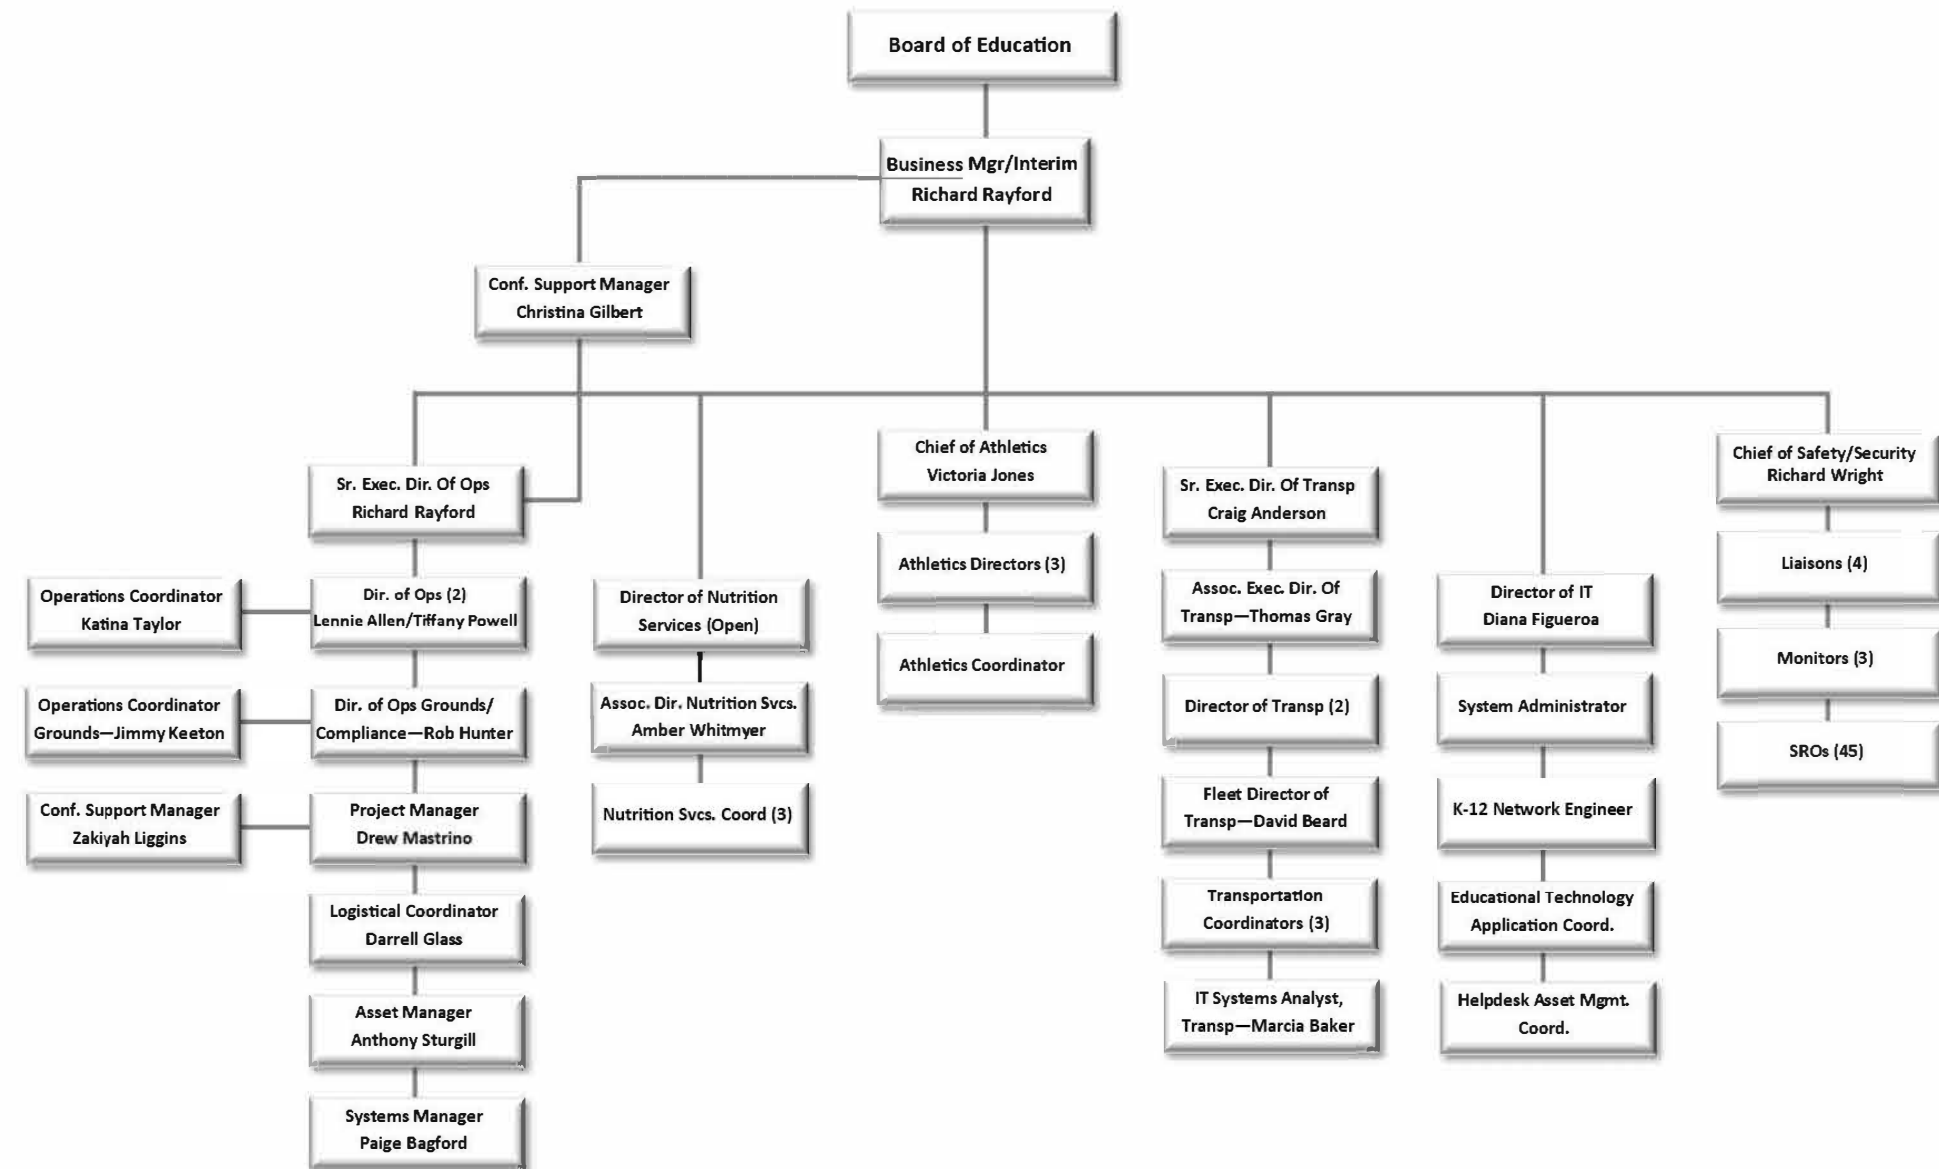 Board of Education
Business Mgr/Interim
Richard Rayford
Conf. Support Manager
Christina Gilbert
Sr. Exec. Dir. Of Ops
Richard Rayford
Operations Coordinator
Katina Taylor
Dir. of Ops (2)
Lennie Allen/Tiffany Powell
Operations Coordinator
Grounds—Jimmy Keeton
Dir. of Ops Grounds/
Compliance—Rob Hunter
Conf. Support Manager
Zakiyah Liggins
Project Manager
Drew Mastrino
Logistical Coordinator
Darrell Glass
Asset Manager
Anthony Sturgill
Systems Manager
Paige Bagford
Director of Nutrition
Services (Open)
Assoc. Dir. Nutrition Svcs.
Amber Whitmyer
Nutrition Svcs. Coord (3)
Chief of Athletics
Victoria Jones
Athletics Directors (3)
Athletics Coordinator
Sr. Exec. Dir. Of Transp
Craig Anderson
Assoc. Exec. Dir. Of
Transp—Thomas Gray
Director of Transp (2)
Fleet Director of
Transp—David Beard
Transportation
Coordinators (3)
IT Systems Analyst,
Transp—Marcia Baker
Director of IT
Diana Figueroa
System Administrator
K-12 Network Engineer
Educational Technology
Application Coord.
Helpdesk Asset Mgmt.
Coord.
Chief of Safety/Security
Richard Wright
Liaisons (4)
Monitors (3)
SROs (45)